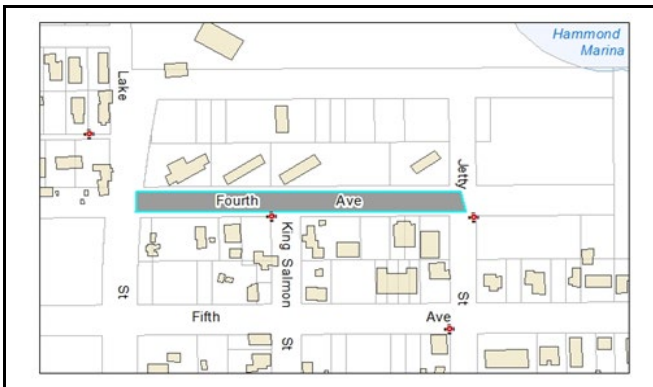 Hammond
Marina
Lake
Jetty
Fourth Ave
King Salmon
St
St
Fifth Ave
St